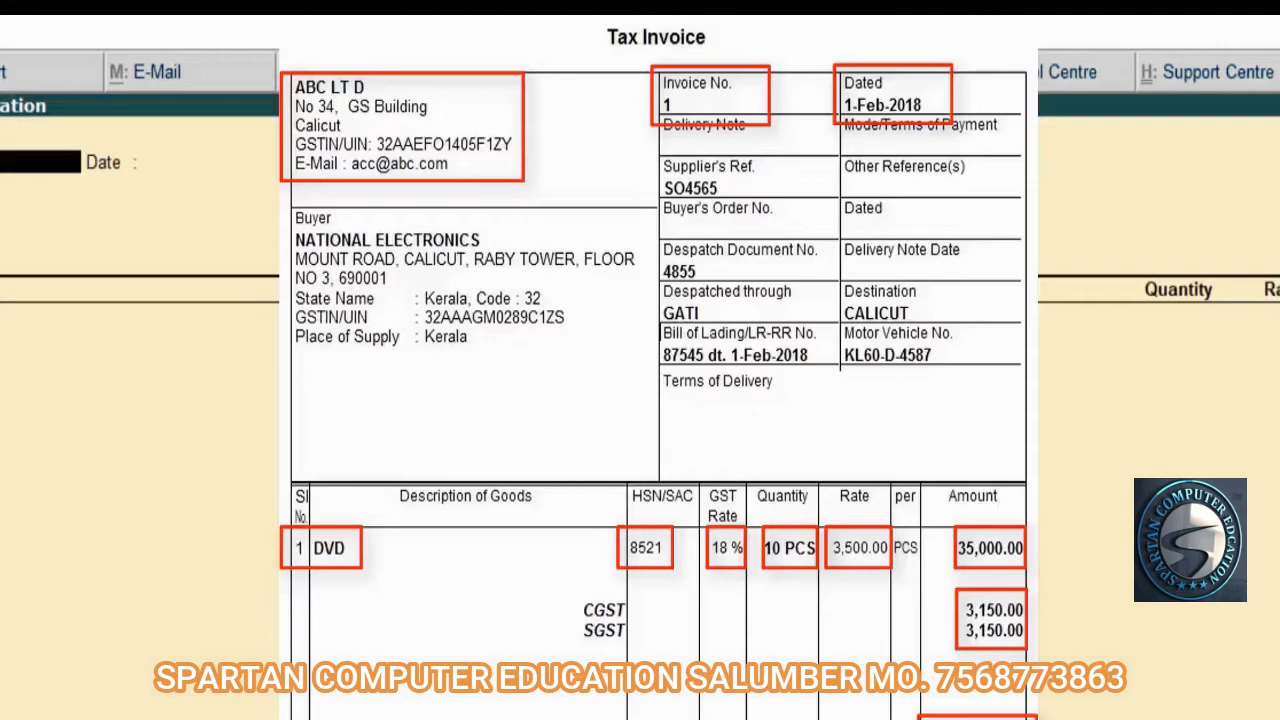 Tax Invoice
rt
M: E-Mail
l Centre
H: Support Centre
ation
Date :
Quantity
Ra
ABC LT D
No 34, GS Building
Calicut
GSTIN/UIN: 32AAEFO1405F1ZY
E-Mail : acc@abc.com
Invoice No.
1
Dated
1-Feb-2018
Delivery Note
Mode/Terms of Payment
Supplier's Ref.
SO4565
Other Reference(s)
Buyer's Order No.
Dated
Despatch Document No.
4855
Delivery Note Date
Despatched through
GATI
Destination
CALICUT
Bill of Lading/LR-RR No.
87545 dt. 1-Feb-2018
Motor Vehicle No.
KL60-D-4587
Terms of Delivery
Buyer
NATIONAL ELECTRONICS
MOUNT ROAD, CALICUT, RABY TOWER, FLOOR
NO 3, 690001
State Name : Kerala, Code : 32
GSTIN/UIN : 32AAAGM0289C1ZS
Place of Supply : Kerala
Sl No. Description of Goods HSN/SAC GST Rate Quantity Rate per Amount
1 DVD 8521 18 % 10 PCS 3,500.00 PCS 35,000.00
CGST 3,150.00
SGST 3,150.00
SPARTAN COMPUTER EDCATION
SPARTAN COMPUTER EDUCATION SALUMBER MO. 7568773863